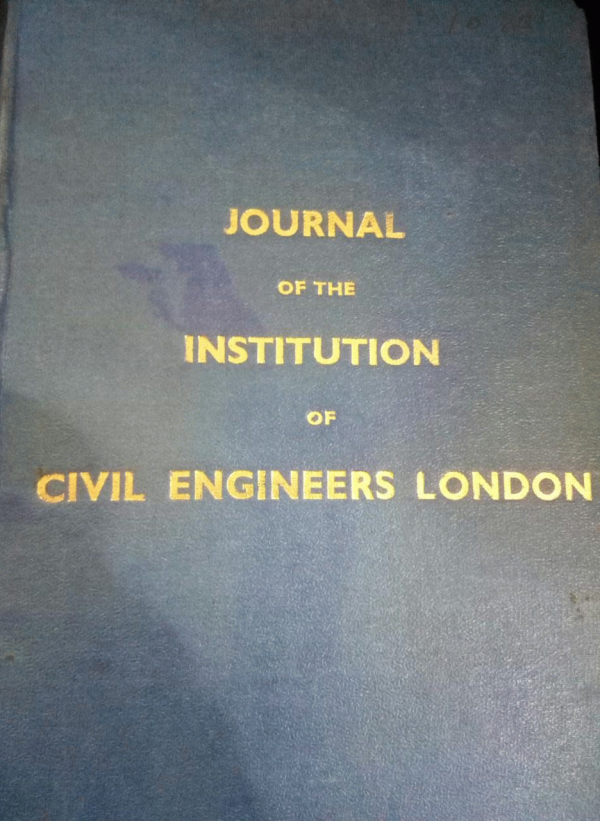 JOURNAL
OF THE
INSTITUTION
OF
CIVIL ENGINEERS LONDON